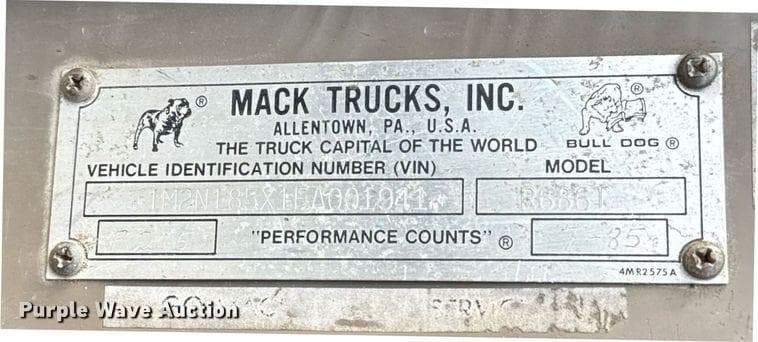 MACK TRUCKS, INC.
ALLENTOWN, PA., U.S.A.
THE TRUCK CAPITAL OF THE WORLD
BULL DOG ®
VEHICLE IDENTIFICATION NUMBER (VIN) MODEL
"PERFORMANCE COUNTS" ® 85
4MR2575A
Purple Wave Auction